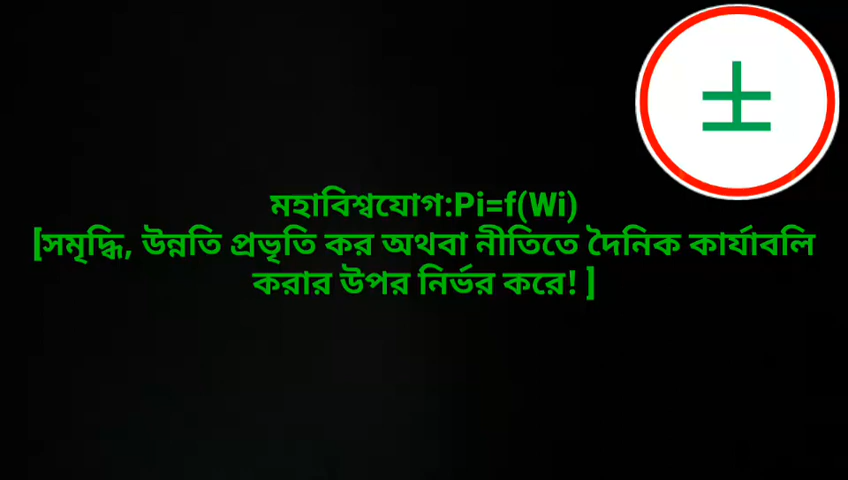 ±
মহাবিশ্বযোগ:Pi=f(Wi)
[সমৃদ্ধি, উন্নতি প্রভৃতি কর অথবা নীতিতে দৈনিক কার্যাবলি
করার উপর নির্ভর করে! ]